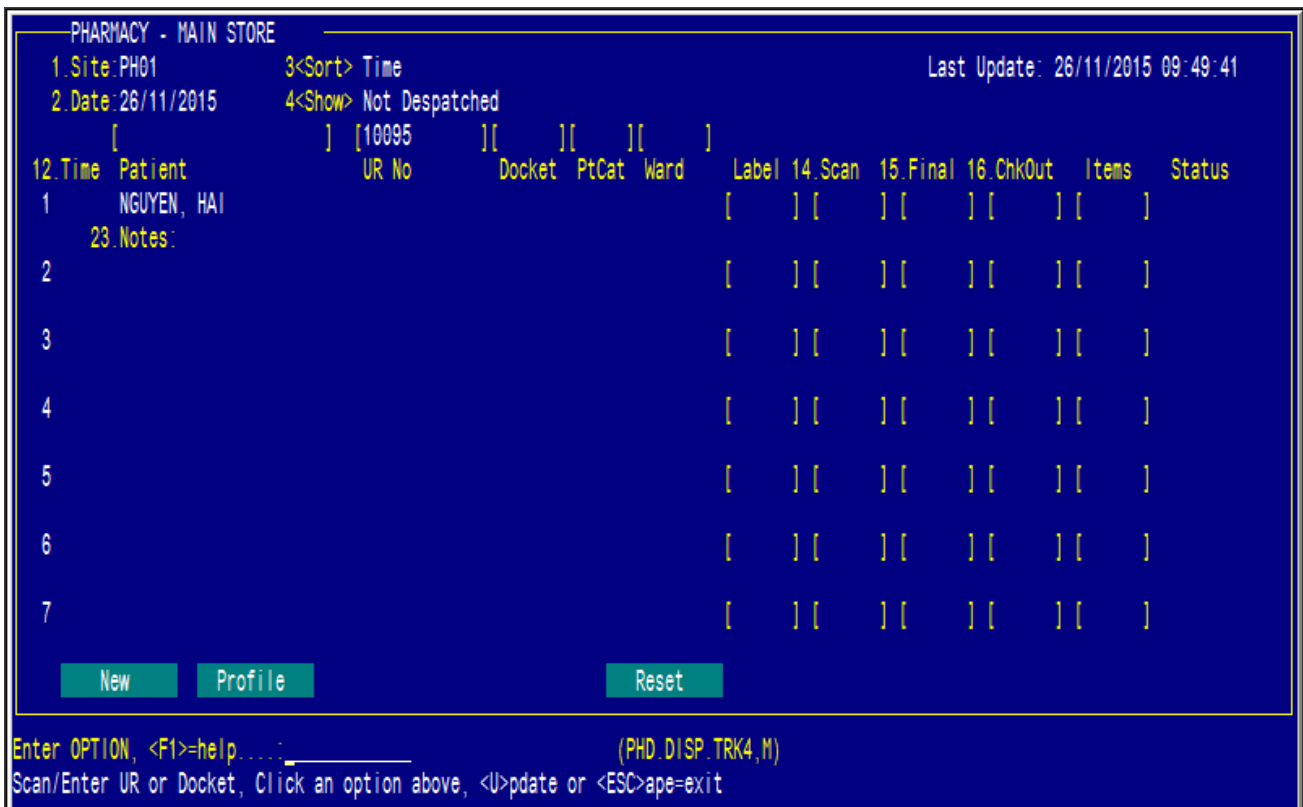 PHARMACY - MAIN STORE
1.Site:PH01 3<Sort> Time Last Update: 26/11/2015 09:49:41
2.Date:26/11/2015 4<Show> Not Despatched
[ ] [10095 ][ ][ ][ ]
12.Time Patient UR No Docket PtCat Ward Label 14.Scan 15.Final 16.ChkOut Items Status
1 NGUYEN, HAI [ ] [ ] [ ] [ ] [ ]
23.Notes:
2 [ ] [ ] [ ] [ ] [ ]
3 [ ] [ ] [ ] [ ] [ ]
4 [ ] [ ] [ ] [ ] [ ]
5 [ ] [ ] [ ] [ ] [ ]
6 [ ] [ ] [ ] [ ] [ ]
7 [ ] [ ] [ ] [ ] [ ]
New Profile Reset
Enter OPTION, <F1>=help....:__________ (PHD.DISP.TRK4,M)
Scan/Enter UR or Docket, Click an option above, <U>pdate or <ESC>ape=exit